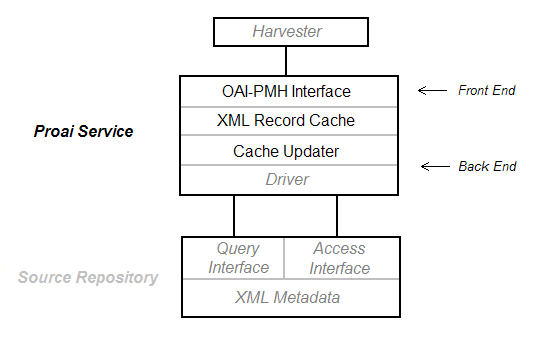 Harvester
OAI-PMH Interface
Front End
XML Record Cache
Proai Service
Cache Updater
Back End
Driver
Query
Interface
Access
Interface
Source Repository
XML Metadata